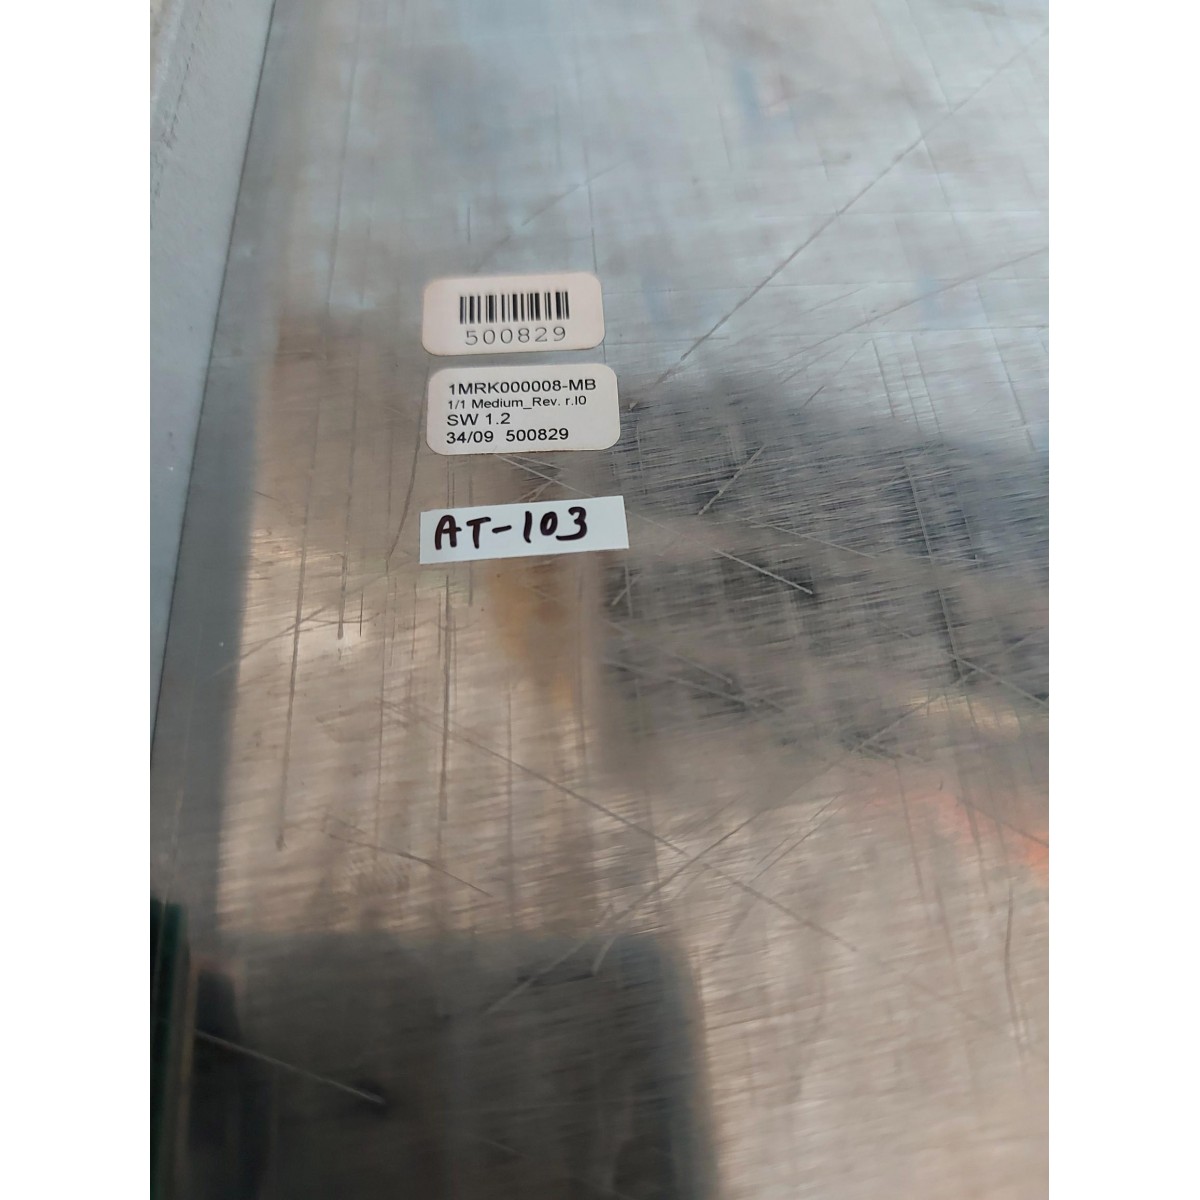 500829
1MRK000008-MB
1/1 Medium_Rev. r.I0
SW 1.2
34/09 500829
AT-103